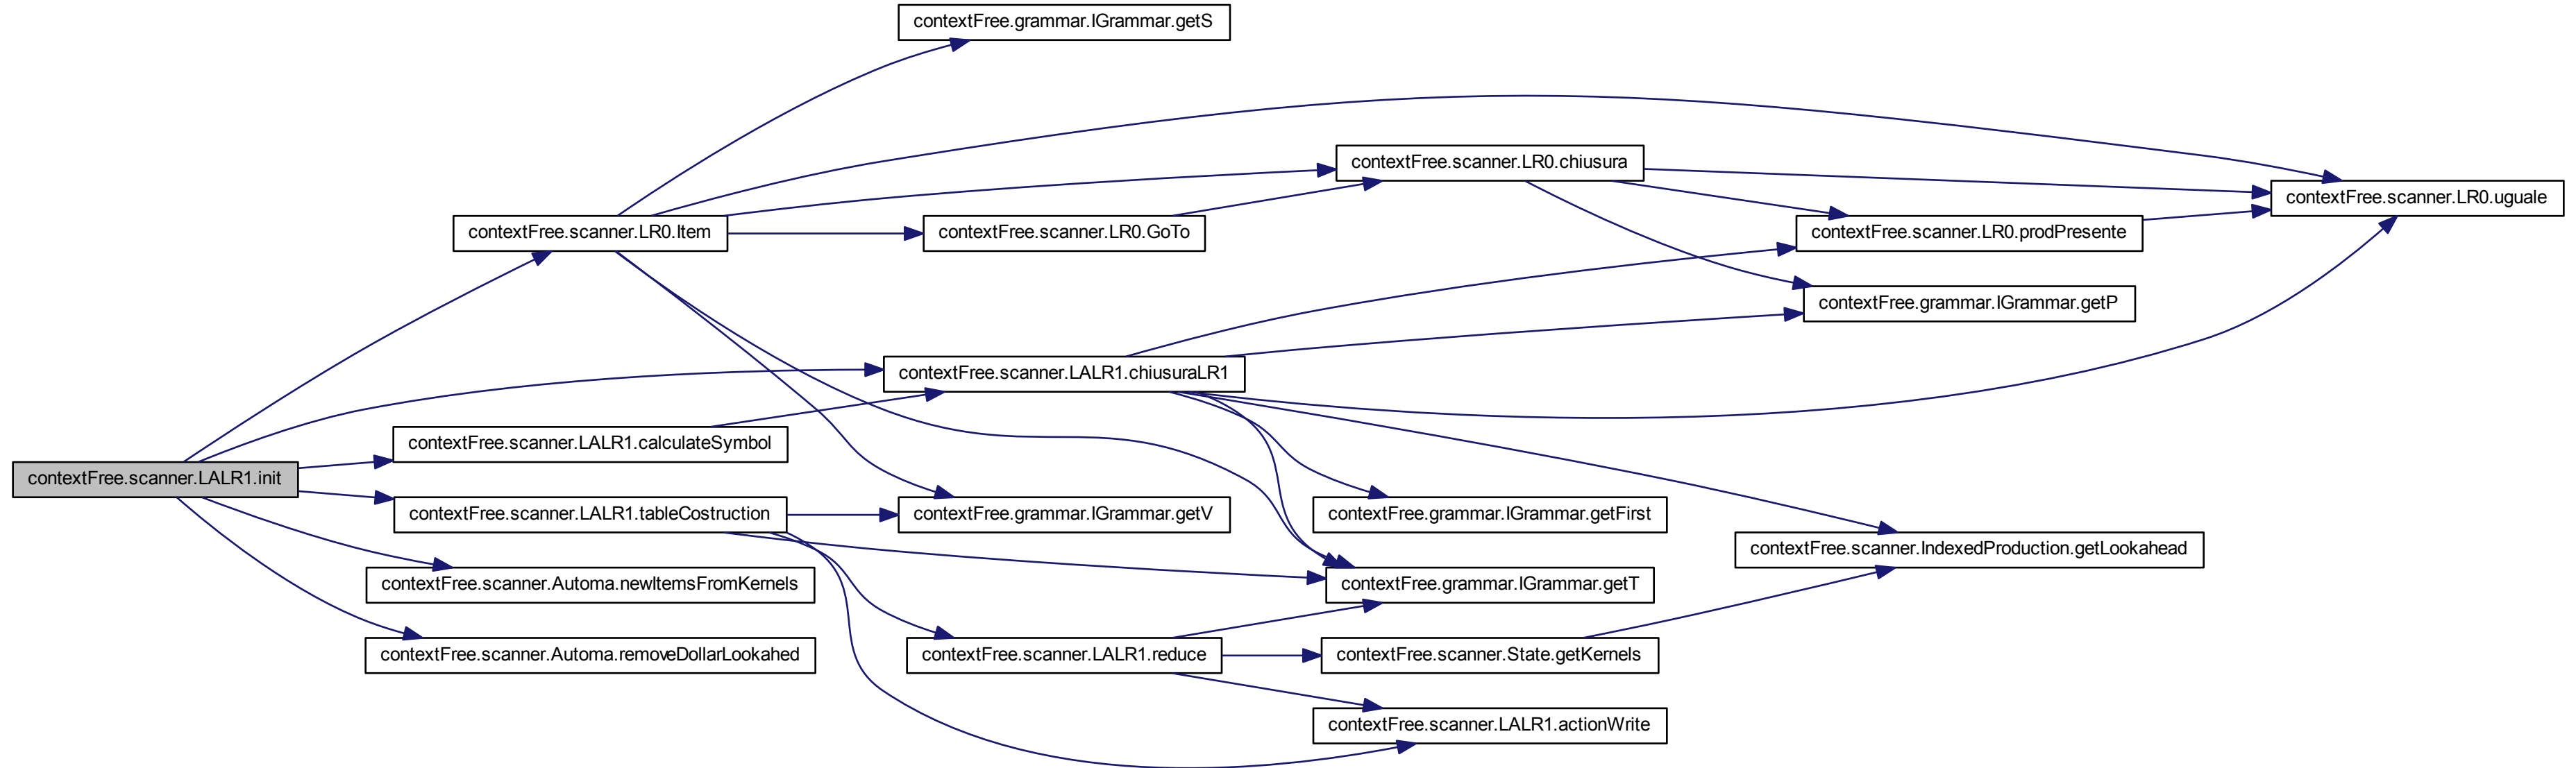 contextFree.grammar.IGrammar.getS
contextFree.scanner.LR0.chiusura
contextFree.scanner.LR0.uguale
contextFree.scanner.LR0.Item
contextFree.scanner.LR0.GoTo
contextFree.scanner.LR0.prodPresente
contextFree.grammar.IGrammar.getP
contextFree.scanner.LALR1.chiusuraLR1
contextFree.scanner.LALR1.calculateSymbol
contextFree.scanner.LALR1.init
contextFree.scanner.LALR1.tableCostruction
contextFree.grammar.IGrammar.getV
contextFree.grammar.IGrammar.getFirst
contextFree.scanner.IndexedProduction.getLookahead
contextFree.scanner.Automa.newItemsFromKernels
contextFree.grammar.IGrammar.getT
contextFree.scanner.Automa.removeDollarLookahed
contextFree.scanner.LALR1.reduce
contextFree.scanner.State.getKernels
contextFree.scanner.LALR1.actionWrite